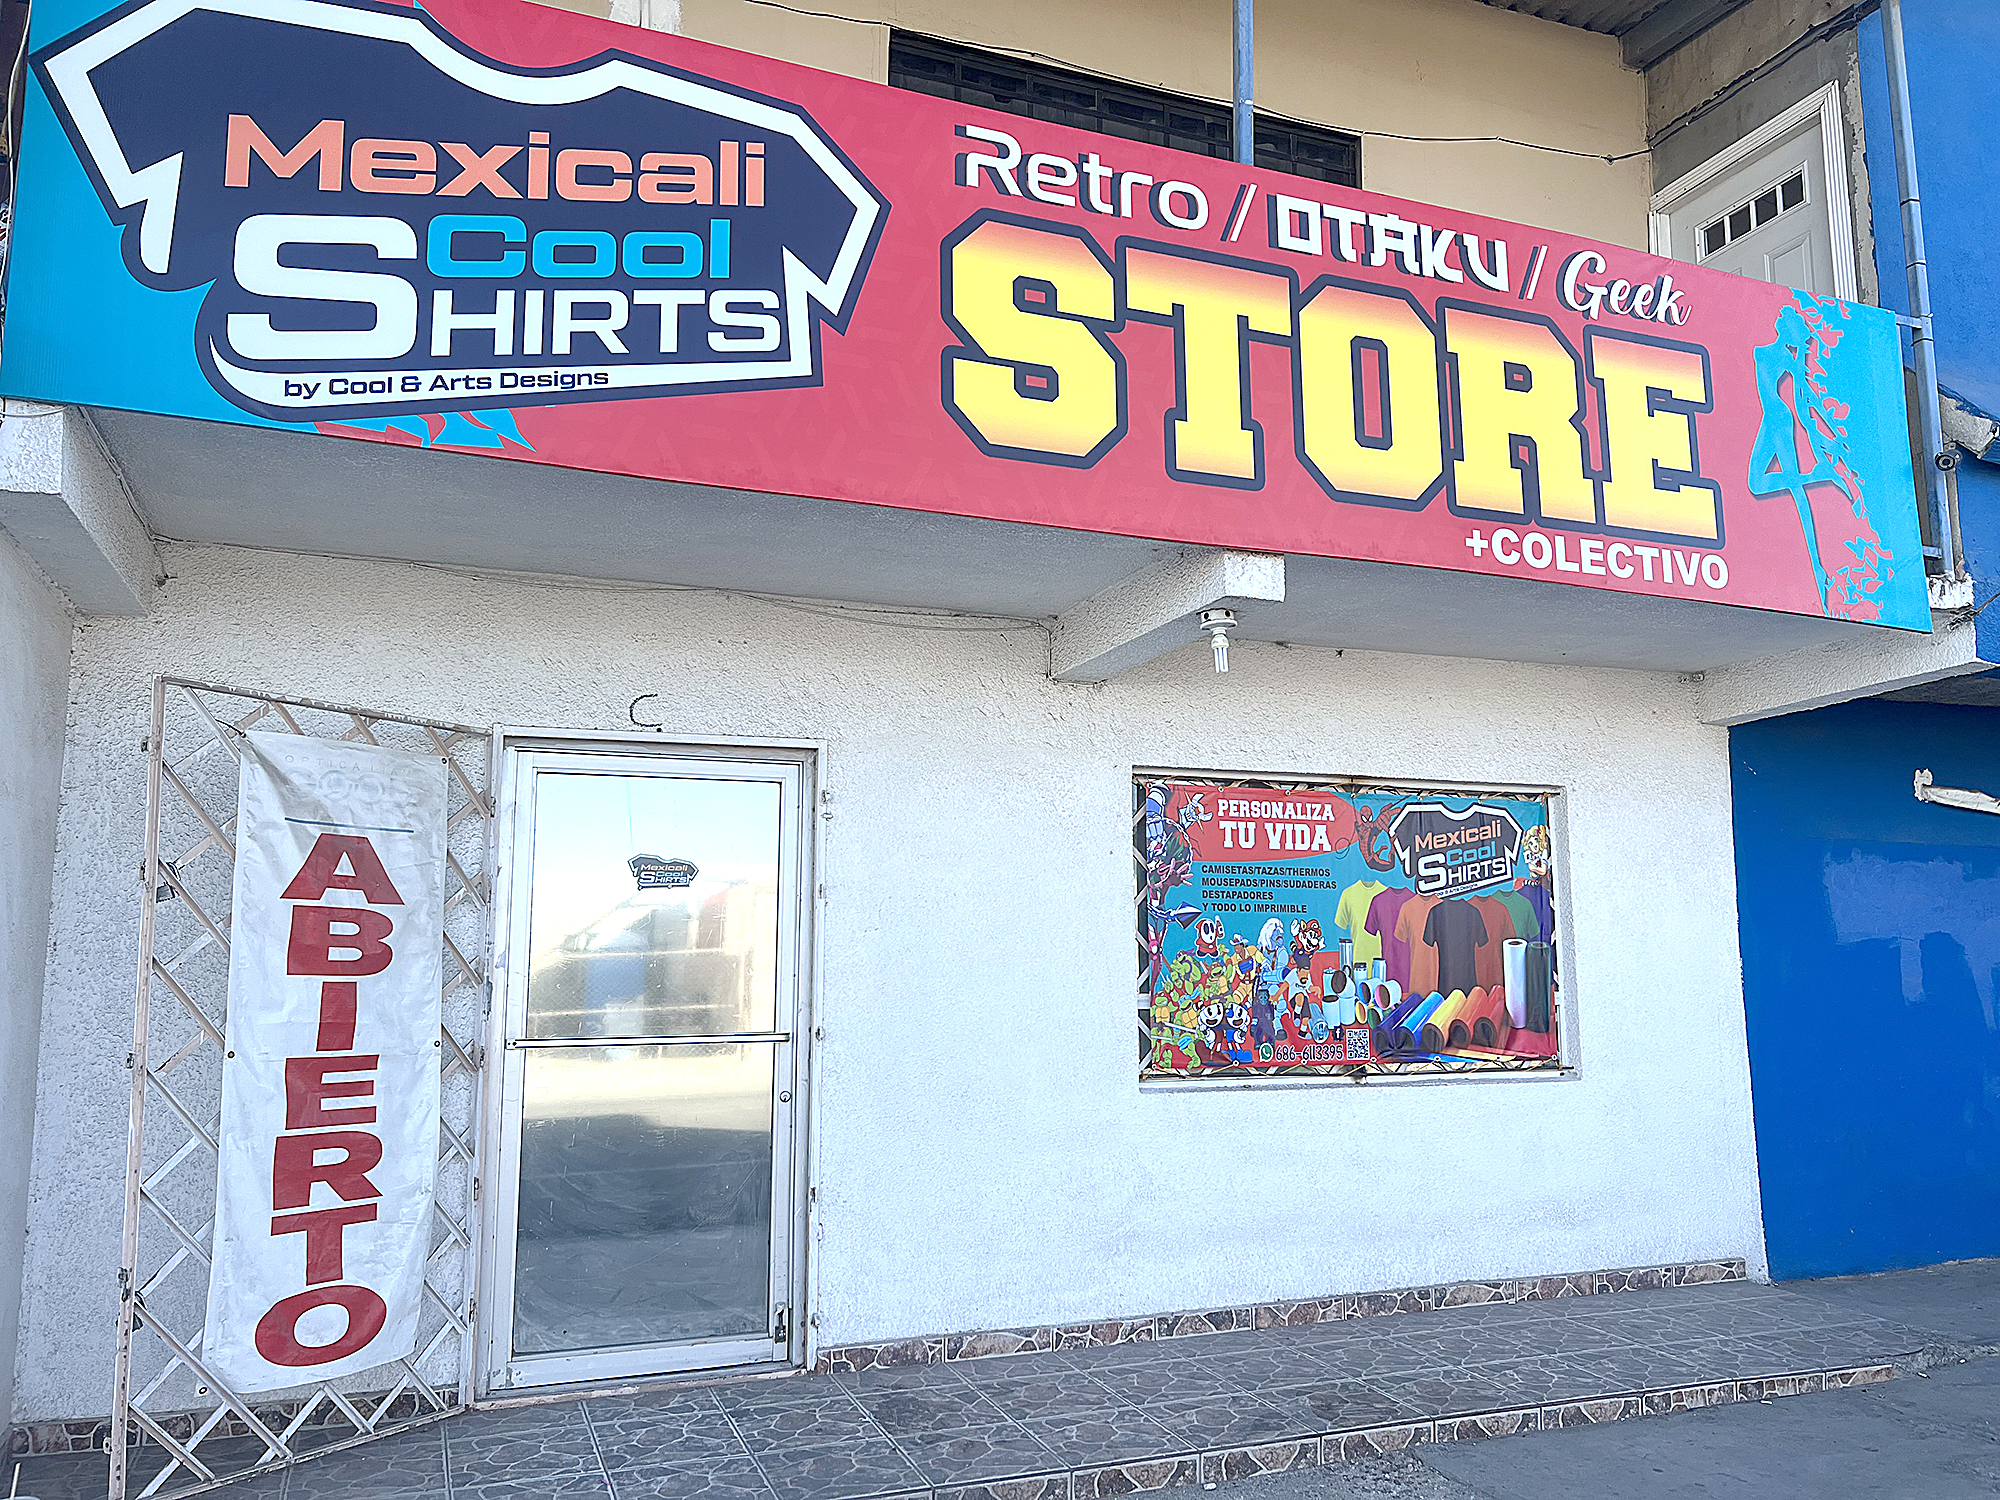 Mexicali
Cool
SHIRTS
by Cool & Arts Designs
Retro / OTAKU / Geek
STORE
+COLECTIVO
C
ABIERTO
Mexicali
Cool
SHIRTS
PERSONALIZA
TU VIDA
CAMISETAS/TAZAS/THERMOS
MOUSEPADS/PINS/SUDADERAS
DESTAPADORES
Y TODO LO IMPRIMIBLE
Mexicali
Cool
SHIRTS
686-6113395